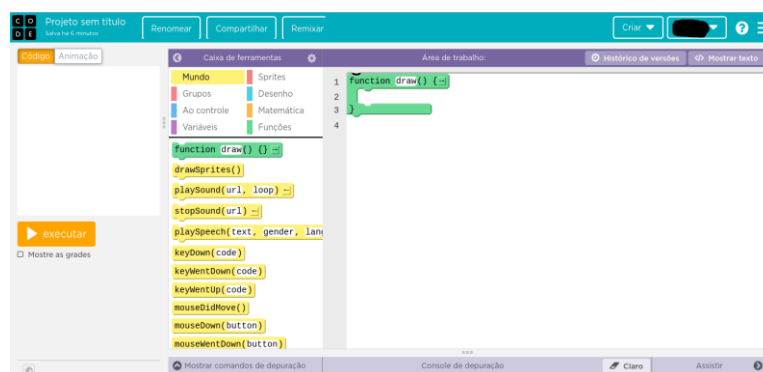 C O D E
Projeto sem título
Salva há 6 minutos
Renomear
Compartilhar
Remixar
Criar
?
Código
Animação
Caixa de ferramentas
Área de trabalho:
Histórico de versões
</> Mostrar texto
Mundo
Sprites
Grupos
Desenho
Ao controle
Matemática
Variáveis
Funções
function draw() {}
drawSprites()
playSound(url, loop)
stopSound(url)
playSpeech(text, gender,
keyDown(code)
keyWentDown(code)
keyWentUp(code)
mouseDidMove()
mouseDown(button)
mouseWentDown(button)
1 function draw() {
2
3 }
4
executar
Mostre as grades
Mostrar comandos de depuração
Console de depuração
Claro
Assistir